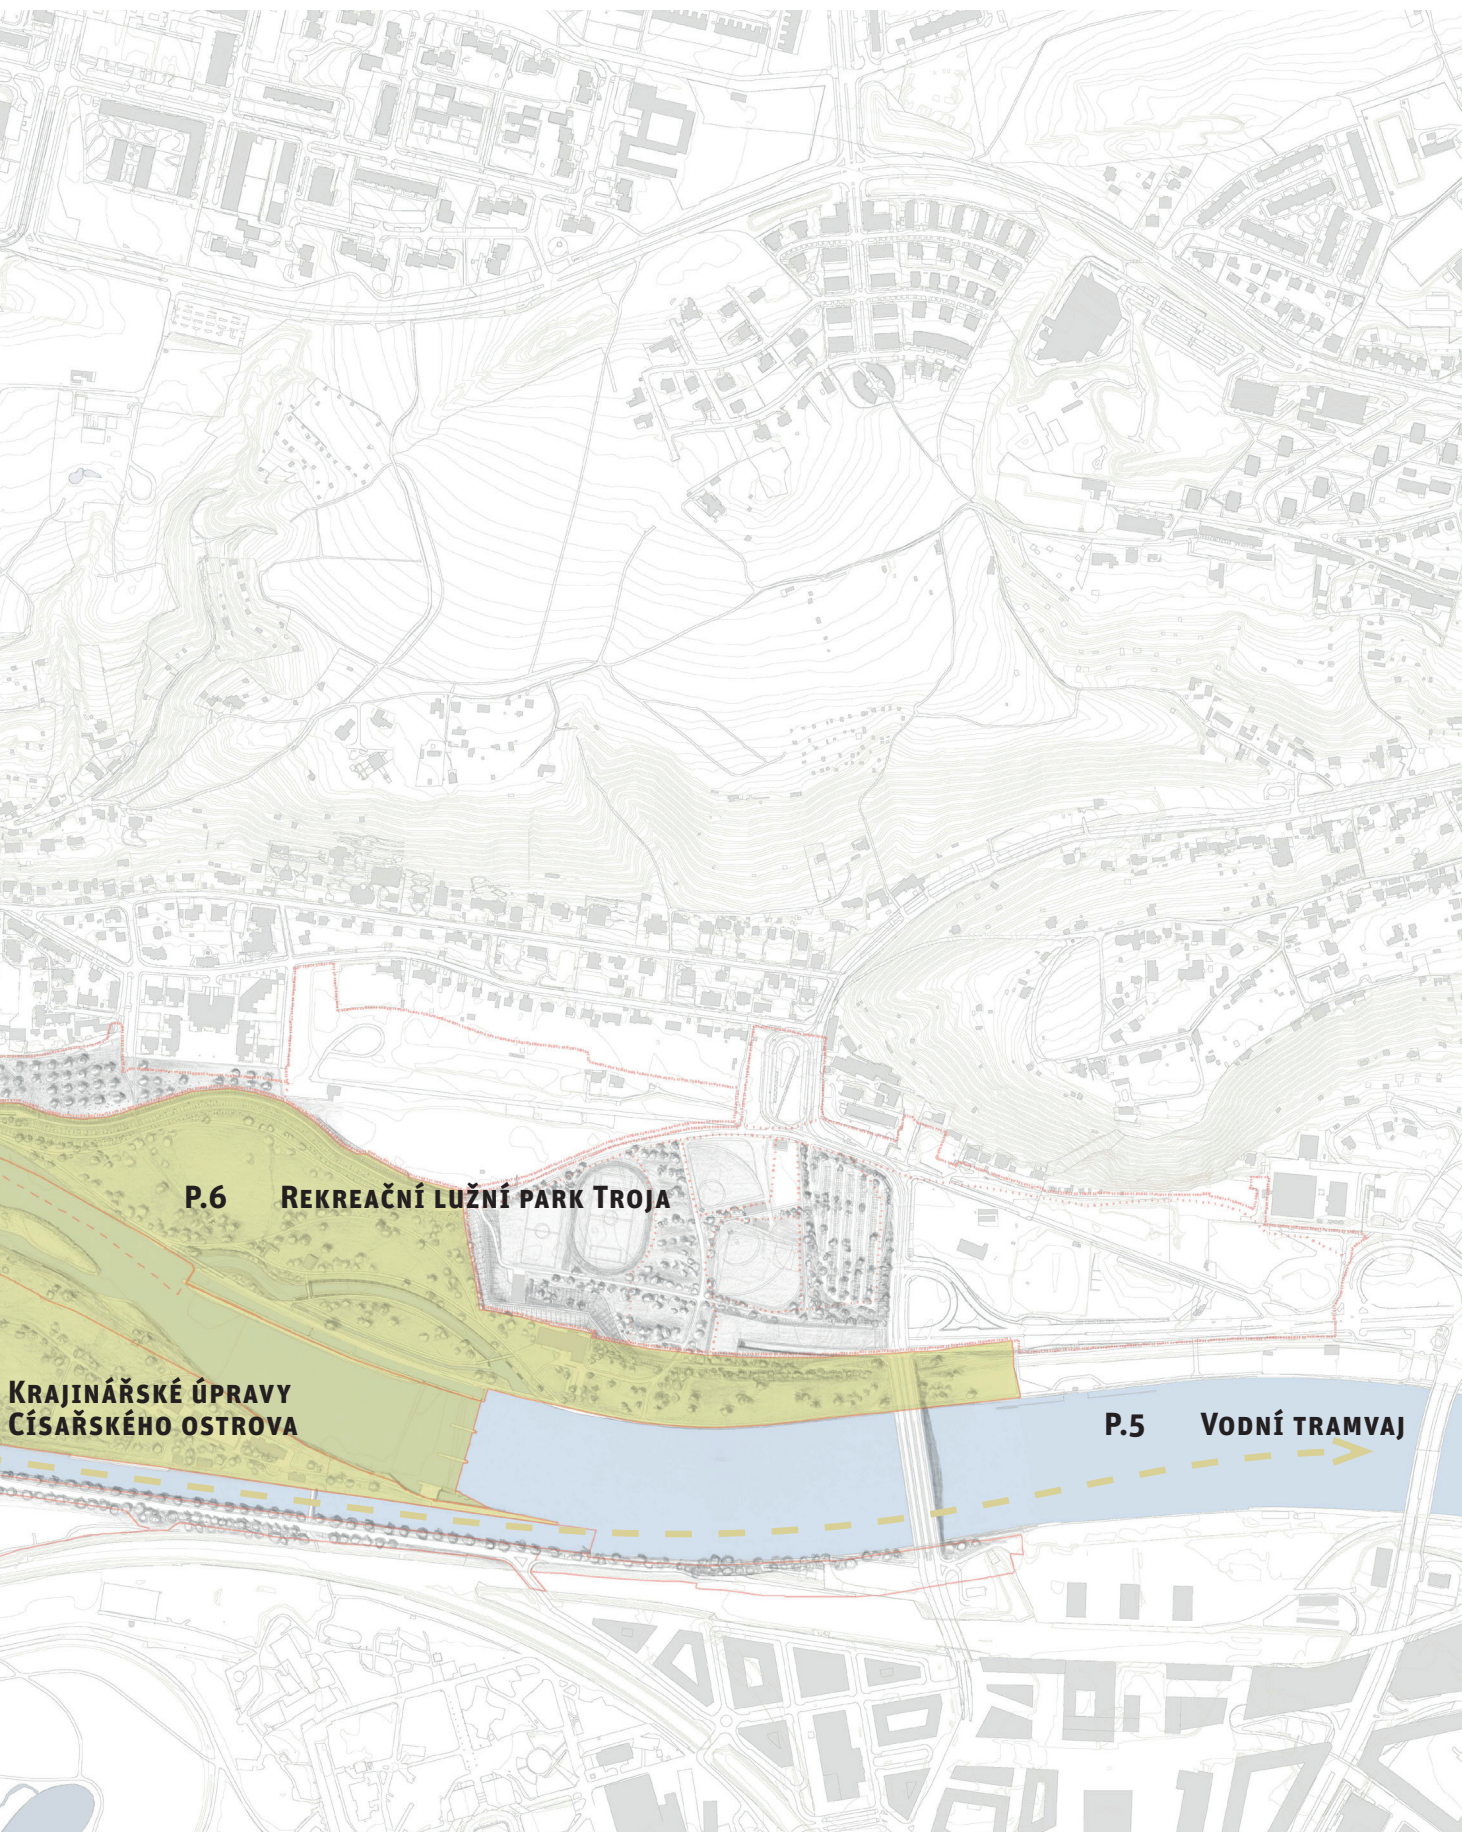 P.6 Rekreační lužní park Troja
Krajinářské úpravy
Císařského ostrova
P.5 Vodní tramvaj